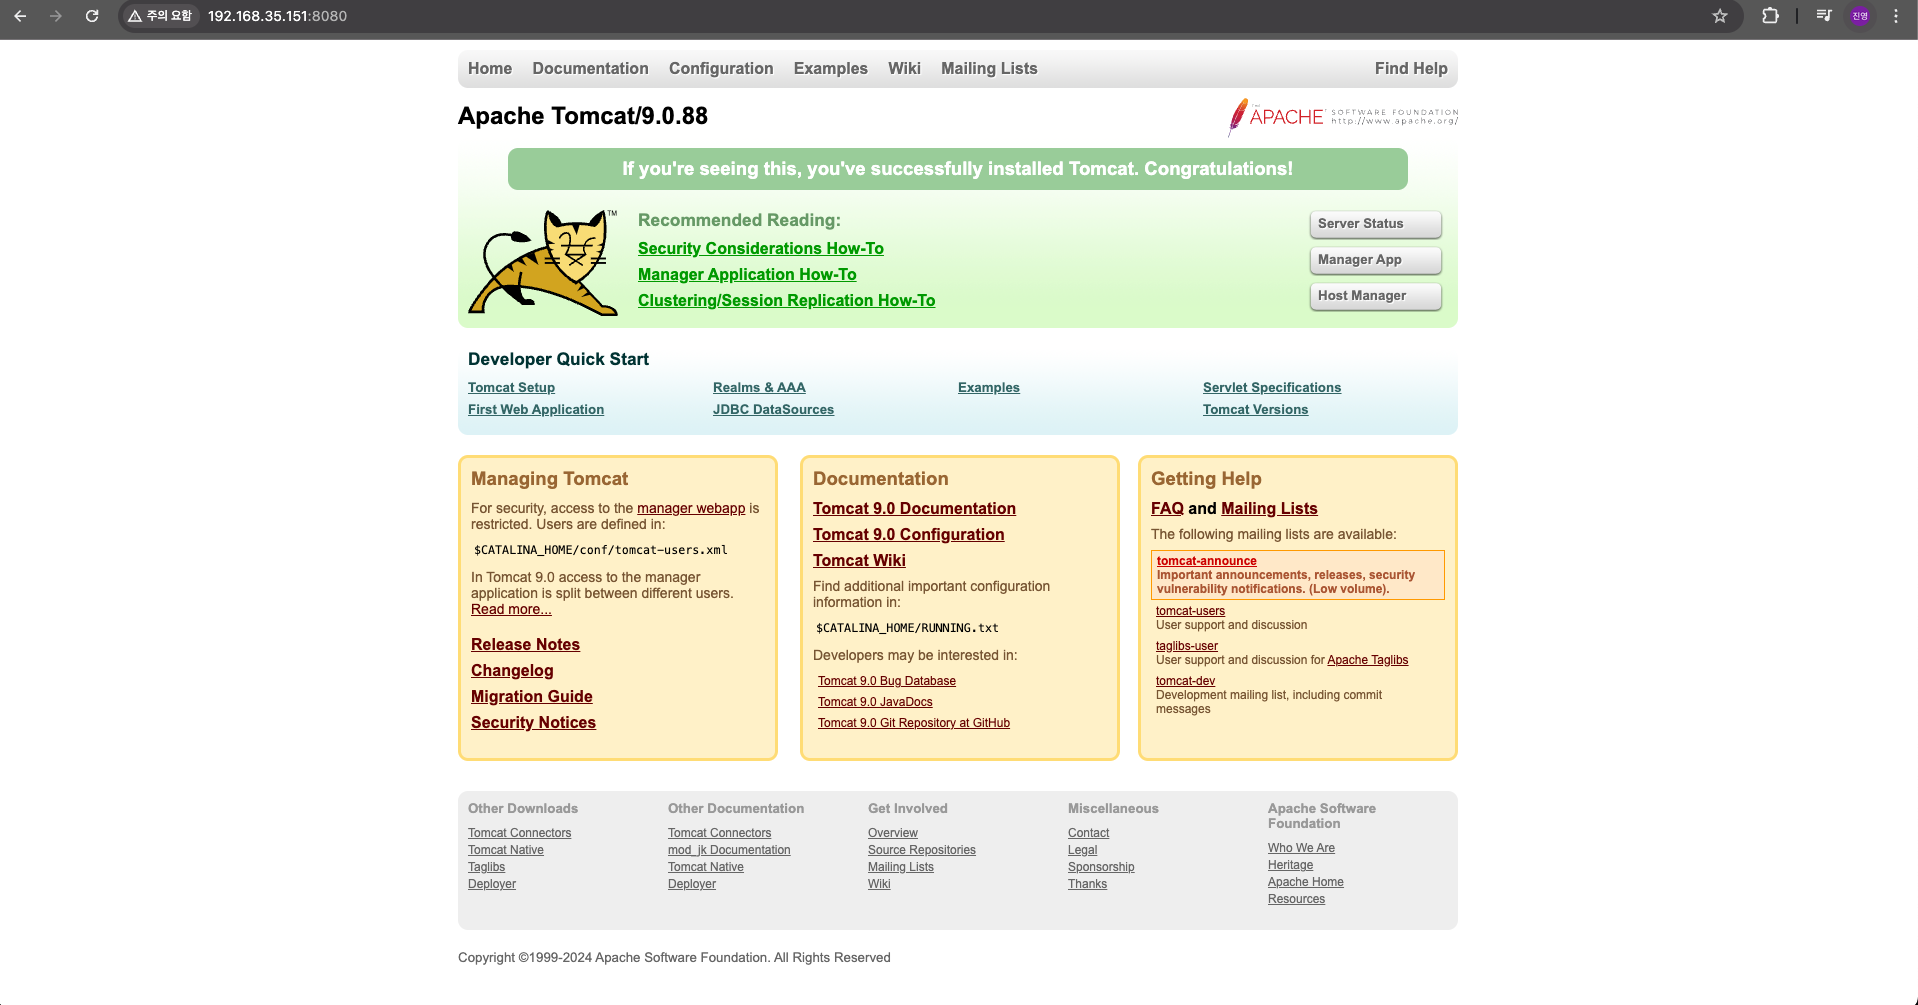 주의 요함 192.168.35.151:8080
진영
Home Documentation Configuration Examples Wiki Mailing Lists Find Help
Apache Tomcat/9.0.88
THE APACHE SOFTWARE FOUNDATION
http://www.apache.org/
If you're seeing this, you've successfully installed Tomcat. Congratulations!
TM
Recommended Reading:
Security Considerations How-To
Manager Application How-To
Clustering/Session Replication How-To
Server Status
Manager App
Host Manager
Developer Quick Start
Tomcat Setup
First Web Application
Realms & AAA
JDBC DataSources
Examples
Servlet Specifications
Tomcat Versions
Managing Tomcat
For security, access to the manager webapp is
restricted. Users are defined in:
$CATALINA_HOME/conf/tomcat-users.xml
In Tomcat 9.0 access to the manager
application is split between different users.
Read more...
Release Notes
Changelog
Migration Guide
Security Notices
Documentation
Tomcat 9.0 Documentation
Tomcat 9.0 Configuration
Tomcat Wiki
Find additional important configuration
information in:
$CATALINA_HOME/RUNNING.txt
Developers may be interested in:
Tomcat 9.0 Bug Database
Tomcat 9.0 JavaDocs
Tomcat 9.0 Git Repository at GitHub
Getting Help
FAQ and Mailing Lists
The following mailing lists are available:
tomcat-announce
Important announcements, releases, security
vulnerability notifications. (Low volume).
tomcat-users
User support and discussion
taglibs-user
User support and discussion for Apache Taglibs
tomcat-dev
Development mailing list, including commit
messages
Other Downloads
Tomcat Connectors
Tomcat Native
Taglibs
Deployer
Other Documentation
Tomcat Connectors
mod_jk Documentation
Tomcat Native
Deployer
Get Involved
Overview
Source Repositories
Mailing Lists
Wiki
Miscellaneous
Contact
Legal
Sponsorship
Thanks
Apache Software
Foundation
Who We Are
Heritage
Apache Home
Resources
Copyright ©1999-2024 Apache Software Foundation. All Rights Reserved